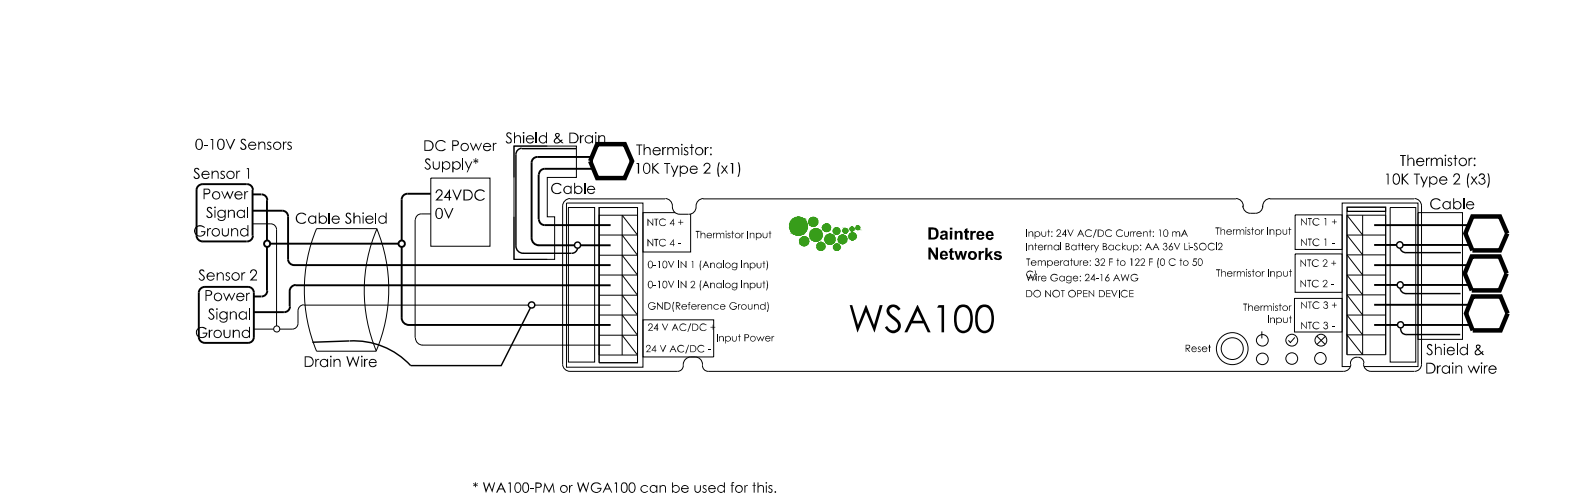 0-10V Sensors
Sensor 1
Power
Signal
Ground
Sensor 2
Power
Signal
Ground
Cable Shield
Drain Wire
DC Power
Supply*
24VDC
0V
Shield & Drain
Cable
Thermistor:
10K Type 2 (x1)
NTC 4 +
NTC 4 -
Thermistor Input
0-10V IN 1 (Analog Input)
0-10V IN 2 (Analog Input)
GND(Reference Ground)
24 V AC/DC +
24 V AC/DC -
Input Power
Daintree
Networks
WSA100
Input: 24V AC/DC Current: 10 mA
Internal Battery Backup: AA 36V Li-SOCl2
Temperature: 32 F to 122 F (0 C to 50
C)
Wire Gage: 24-16 AWG
DO NOT OPEN DEVICE
Reset
Thermistor Input
NTC 1 +
NTC 1 -
Thermistor Input
NTC 2 +
NTC 2 -
Thermistor
Input
NTC 3 +
NTC 3 -
Thermistor:
10K Type 2 (x3)
Cable
Shield &
Drain wire
* WA100-PM or WGA100 can be used for this.